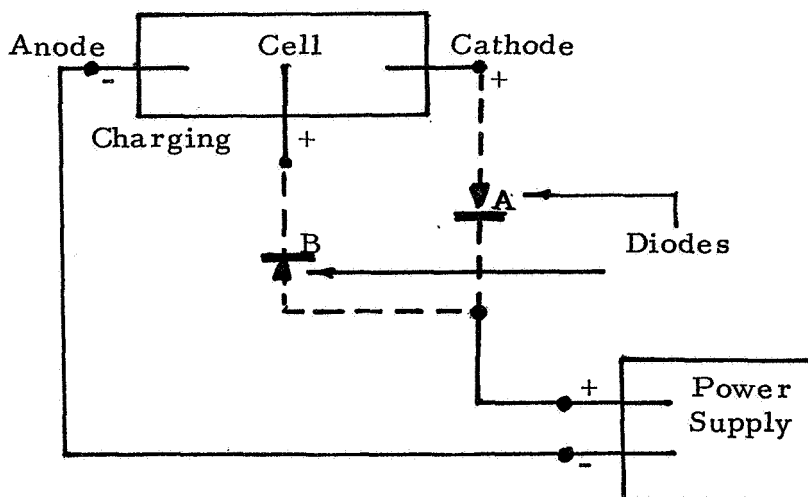 Anode
Cell
Cathode
-
+
Charging
+
A
B
Diodes
+
Power
Supply
-